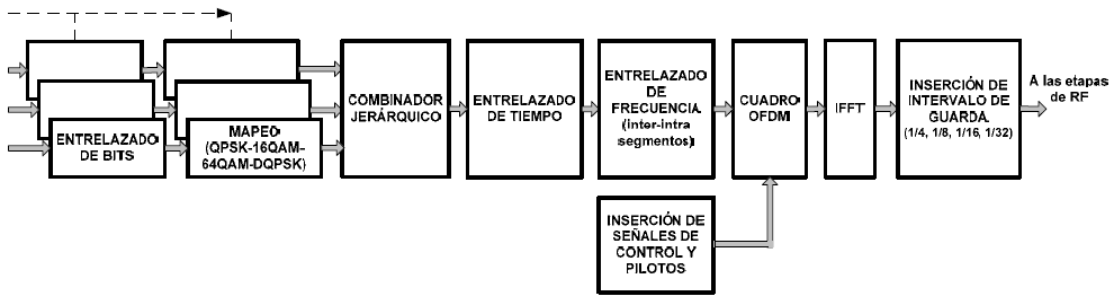 ENTRELAZADO
DE BITS
MAPEO
(QPSK-16QAM-
64QAM-DQPSK)
COMBINADOR
JERÁRQUICO
ENTRELAZADO
DE TIEMPO
ENTRELAZADO
DE
FRECUENCIA
(inter-intra
segmentos)
CUADRO
OFDM
IFFT
INSERCIÓN DE
INTERVALO DE
GUARDA
(1/4, 1/8, 1/16, 1/32)
A las etapas
de RF
INSERCIÓN DE
SEÑALES DE
CONTROL Y
PILOTOS